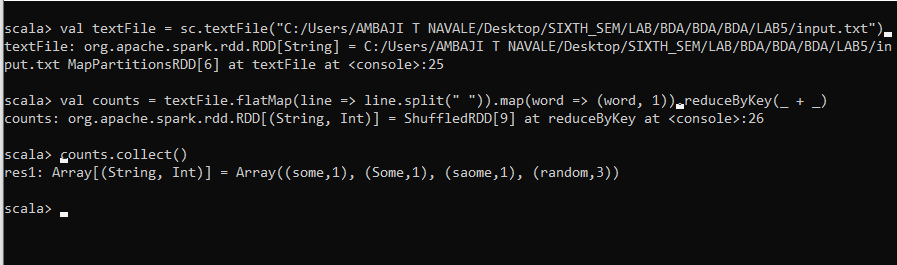 scala> val textFile = sc.textFile("C:/Users/AMBAJI T NAVALE/Desktop/SIXTH_SEM/LAB/BDA/BDA/BDA/LAB5/input.txt")
textFile: org.apache.spark.rdd.RDD[String] = C:/Users/AMBAJI T NAVALE/Desktop/SIXTH_SEM/LAB/BDA/BDA/BDA/LAB5/in
put.txt MapPartitionsRDD[6] at textFile at <console>:25
scala> val counts = textFile.flatMap(line => line.split(" ")).map(word => (word, 1)).reduceByKey(_ + _)
counts: org.apache.spark.rdd.RDD[(String, Int)] = ShuffledRDD[9] at reduceByKey at <console>:26
scala> counts.collect()
res1: Array[(String, Int)] = Array((some,1), (Some,1), (saome,1), (random,3))
scala>